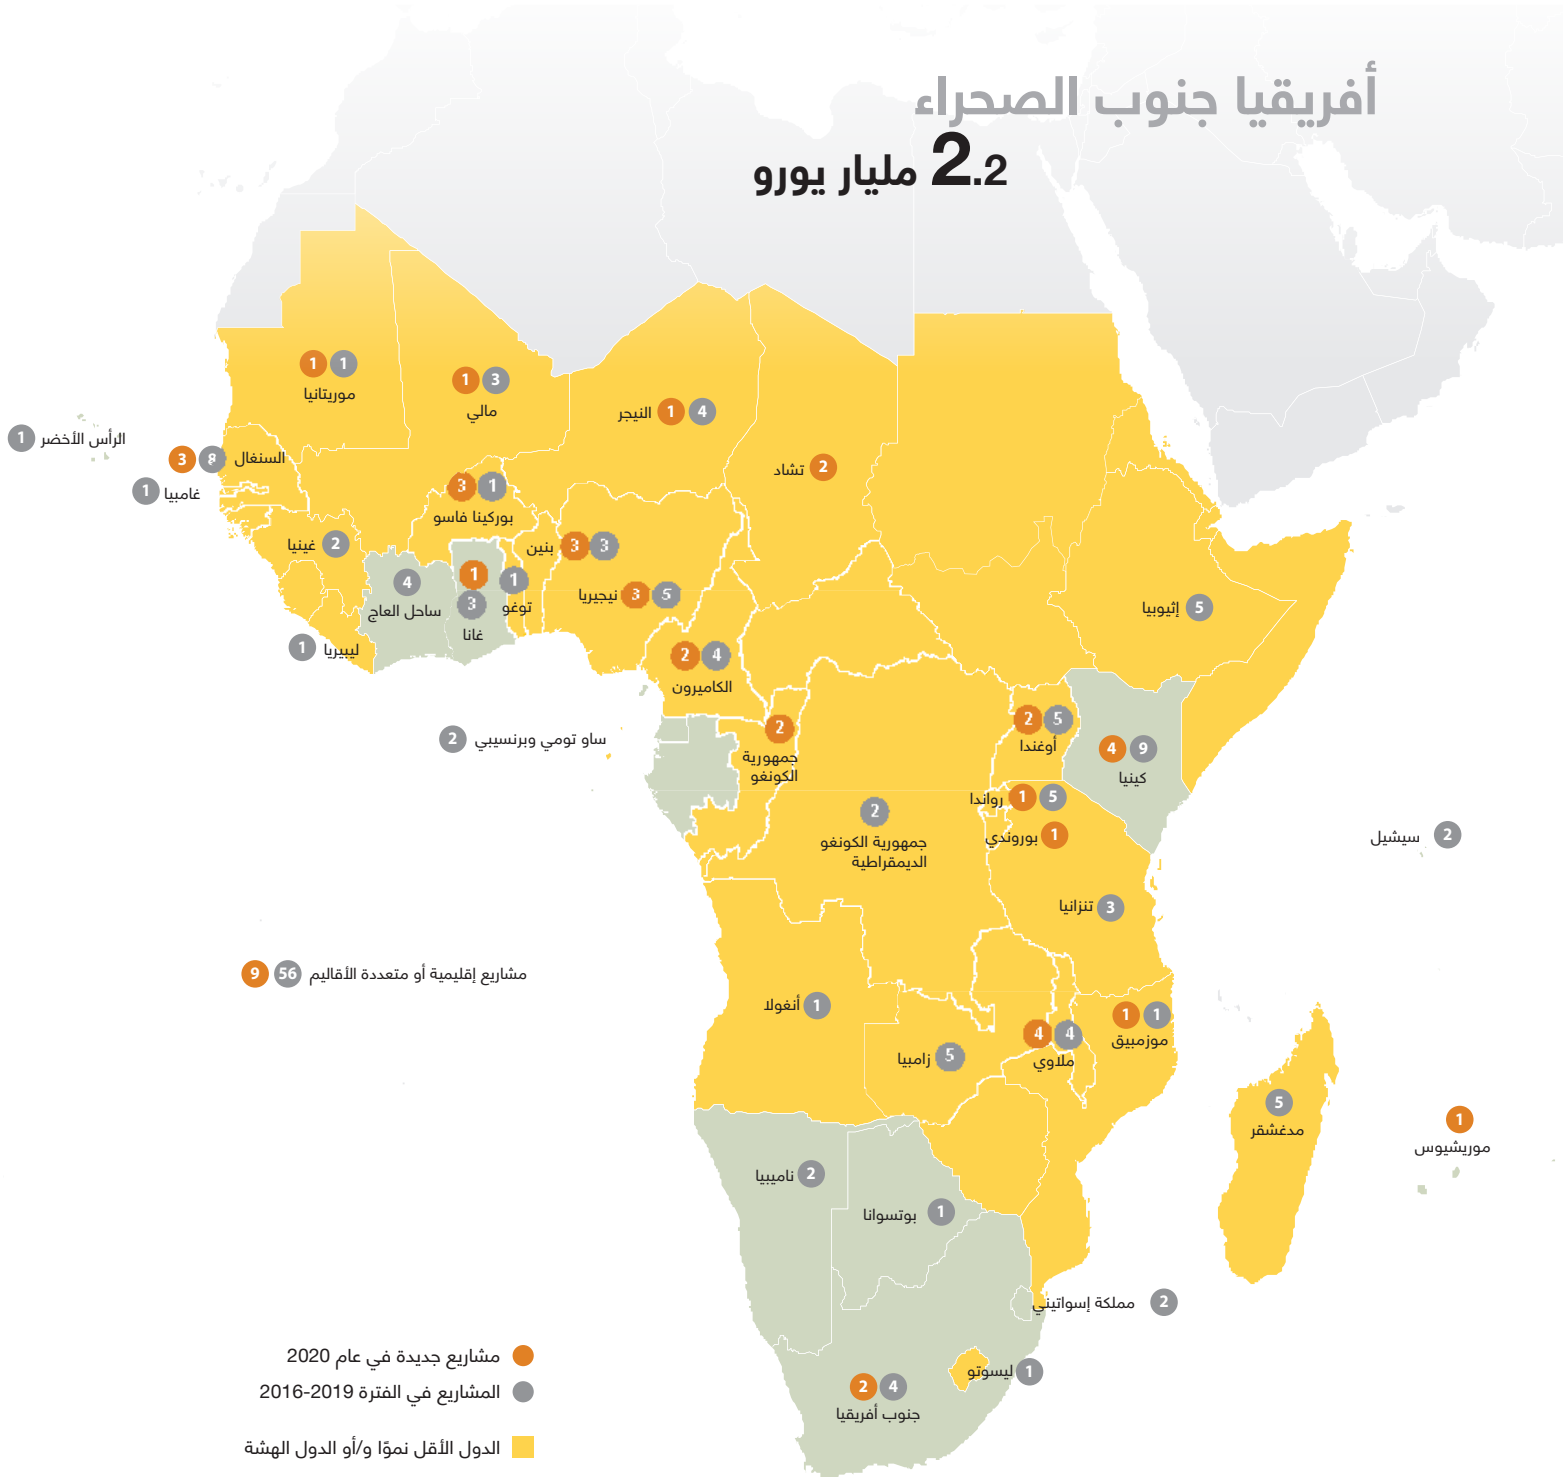 أفريقيا جنوب الصحراء
2.2 مليار يورو
1 1
موريتانيا
1 3
مالي
النيجر 1 4
تشاد 2
1 الرأس الأخضر
3 8 السنغال
1 غامبيا
3 1
بوركينا فاسو
غينيا 2
بنين 3 3
4
ساحل العاج
1
3
غانا
1
توغو
نيجيريا 3 5
إثيوبيا 5
1 ليبيريا
2 4
الكاميرون
2 ساو تومي وبرنسيبي
2
جمهورية
الكونغو
2 5
أوغندا
4 9
كينيا
رواندا 1 5
بوروندي 1
2
جمهورية الكونغو
الديمقراطية
سيشيل 2
تنزانيا 3
9 56 مشاريع إقليمية أو متعددة الأقاليم
أنغولا 1
1 1
موزمبيق
4 4
ملاوي
زامبيا 5
5
مدغشقر
1
موريشيوس
ناميبيا 2
بوتسوانا 1
مملكة إسواتيني 2
ليسوتو 1
2 4
جنوب أفريقيا
مشاريع جديدة في عام 2020
المشاريع في الفترة 2016-2019
الدول الأقل نموًا و/أو الدول الهشة